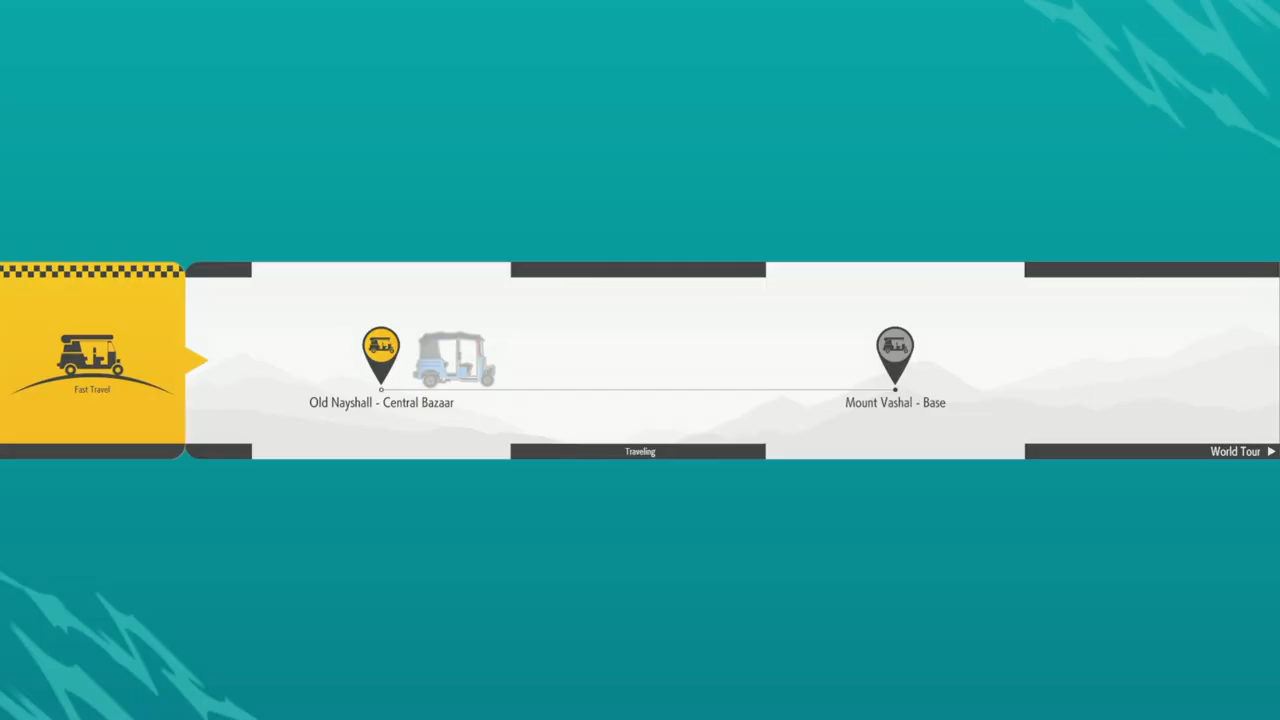 Fast Travel
Old Nayshall - Central Bazaar
Mount Vashal - Base
Traveling
World Tour